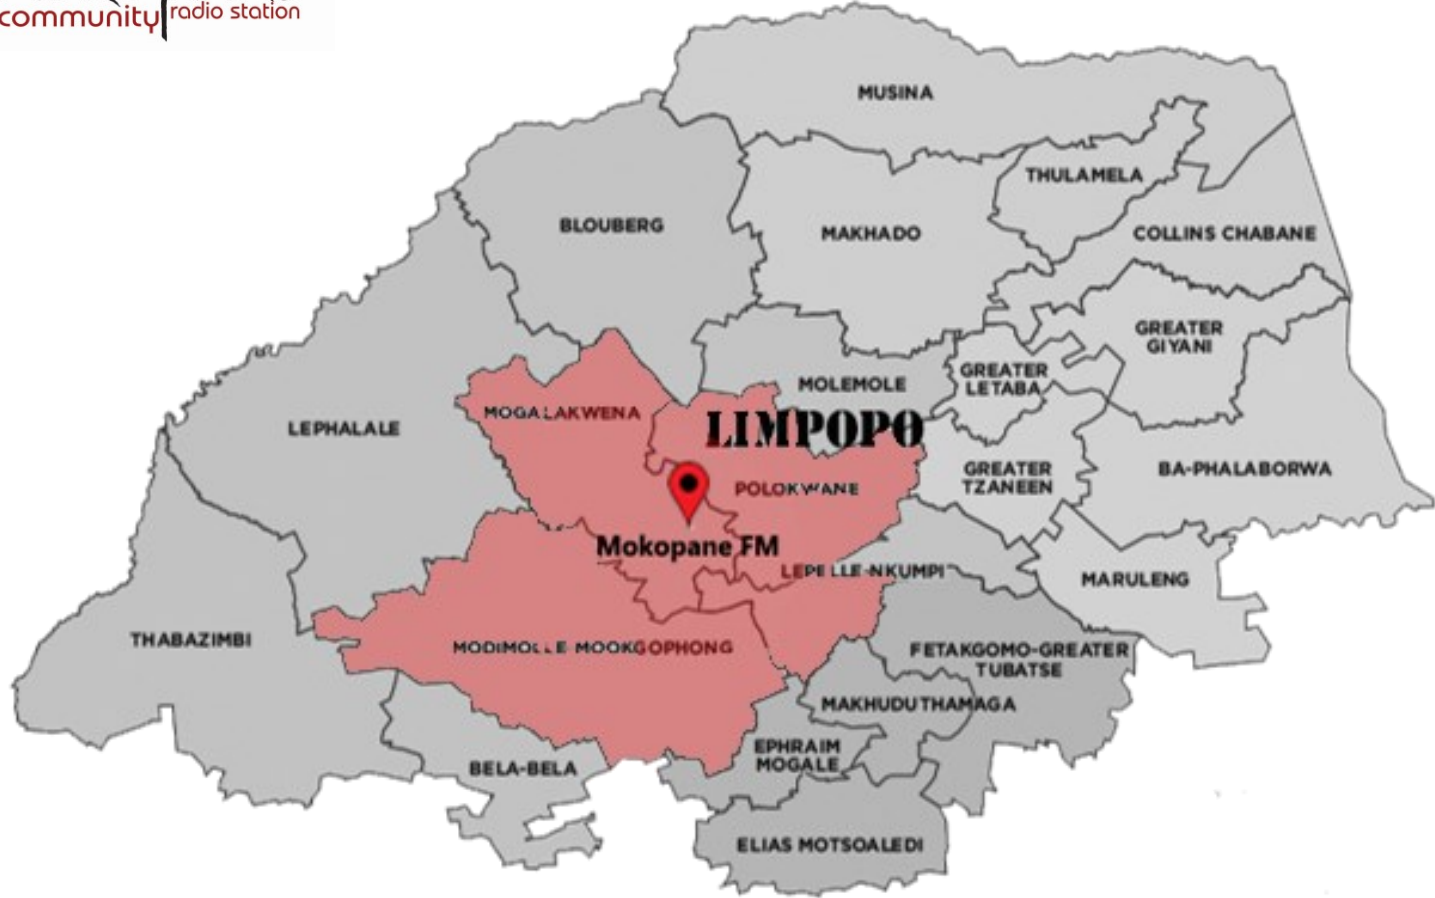 community radio station
MUSINA
THULAMELA
BLOUBERG
MAKHADO
COLLINS CHABANE
GREATER
GIYANI
MOLEMOLE
GREATER
LETABA
MOGALAKWENA
LIMPOPO
LEPHALALE
GREATER
TZANEEN
BA-PHALABORWA
POLOKWANE
Mokopane FM
LEPELLE-NKUMPI
MARULENG
THABAZIMBI
MODIMOLLE-MOOKGOPHONG
FETAKGOMO-GREATER
TUBATSE
MAKHUDUTHAMAGA
EPHRAIM
MOGALE
BELA-BELA
ELIAS MOTSOALEDI